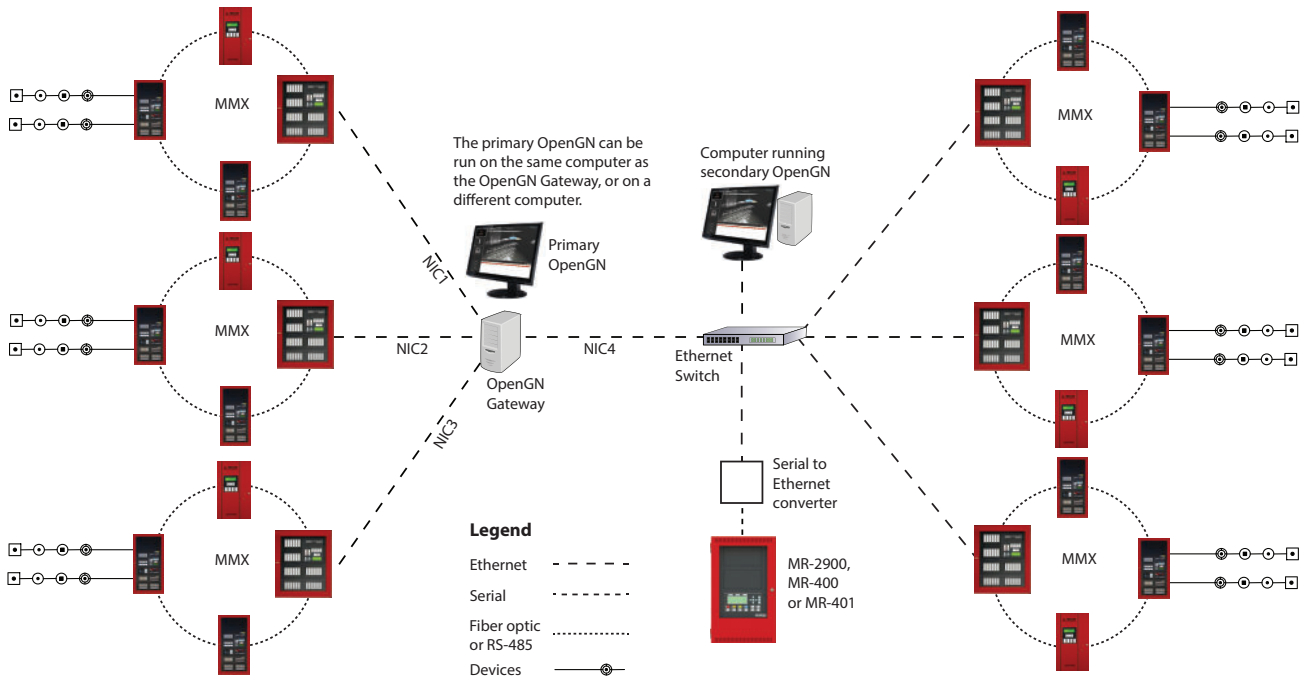 MMX
The primary OpenGN can be
run on the same computer as
the OpenGN Gateway, or on a
different computer.
Computer running
secondary OpenGN
MMX
Primary
OpenGN
NIC1
MMX
NIC2
NIC4
Ethernet
Switch
MMX
OpenGN
Gateway
NIC3
Serial to
Ethernet
converter
MMX
MMX
Legend
Ethernet
Serial
Fiber optic
or RS-485
Devices
MR-2900,
MR-400
or MR-401